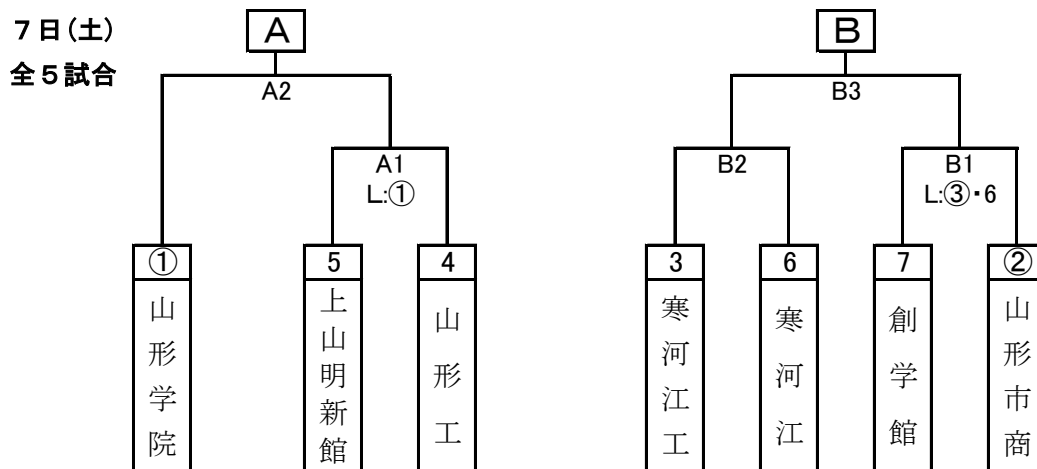 7日(土)
全5試合
A
B
A2
B3
A1
L:①
B2
B1
L:③・6
①
5
4
3
6
7
②
山形学院
上山明新館
山形工
寒河江工
寒河江
創学館
山形市商